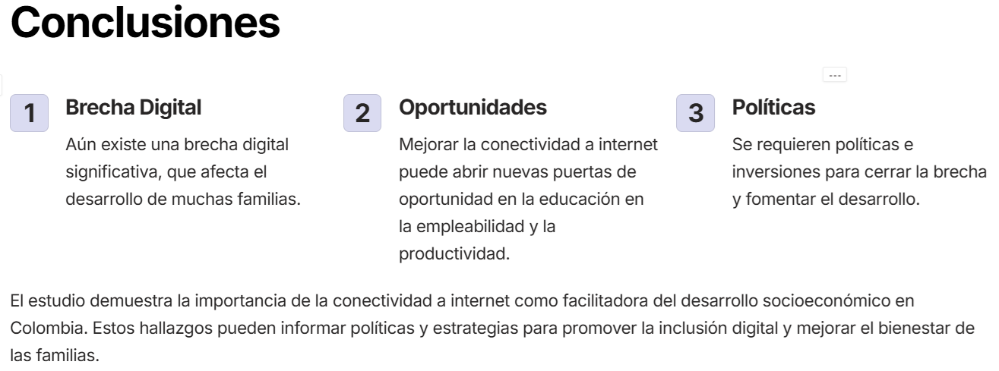 Conclusiones
1
Brecha Digital
Aún existe una brecha digital
significativa, que afecta el
desarrollo de muchas familias.
2
Oportunidades
Mejorar la conectividad a internet
puede abrir nuevas puertas de
oportunidad en la educación en
la empleabilidad y la
productividad.
3
Políticas
Se requieren políticas e
inversiones para cerrar la brecha
y fomentar el desarrollo.
El estudio demuestra la importancia de la conectividad a internet como facilitadora del desarrollo socioeconómico en
Colombia. Estos hallazgos pueden informar políticas y estrategias para promover la inclusión digital y mejorar el bienestar de
las familias.